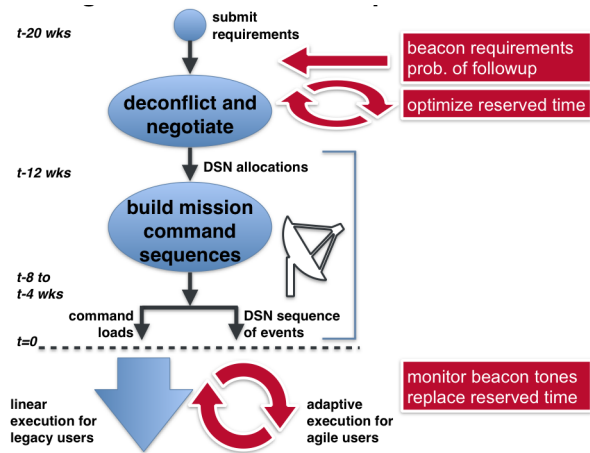 submit
requirements
t-20 wks
beacon requirements
prob. of followup
deconflict and
negotiate
optimize reserved time
t-12 wks
DSN allocations
build mission
command
sequences
t-8 to
t-4 wks
command
loads
DSN sequence
of events
t=0
linear
execution for
legacy users
adaptive
execution for
agile users
monitor beacon tones
replace reserved time